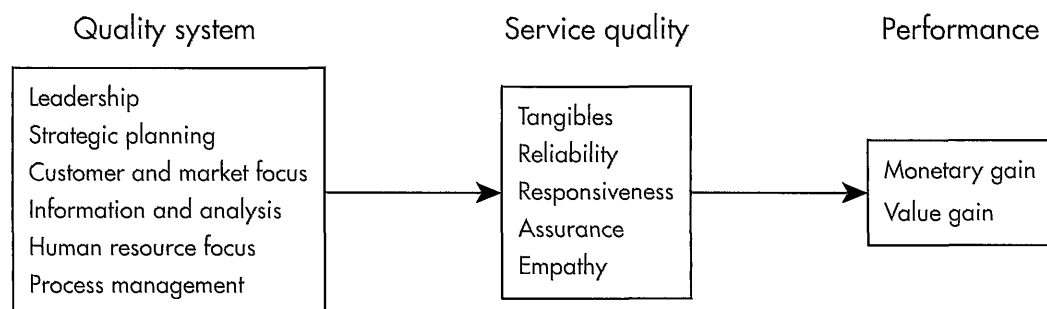 Quality system
Leadership
Strategic planning
Customer and market focus
Information and analysis
Human resource focus
Process management
Service quality
Tangibles
Reliability
Responsiveness
Assurance
Empathy
Performance
Monetary gain
Value gain